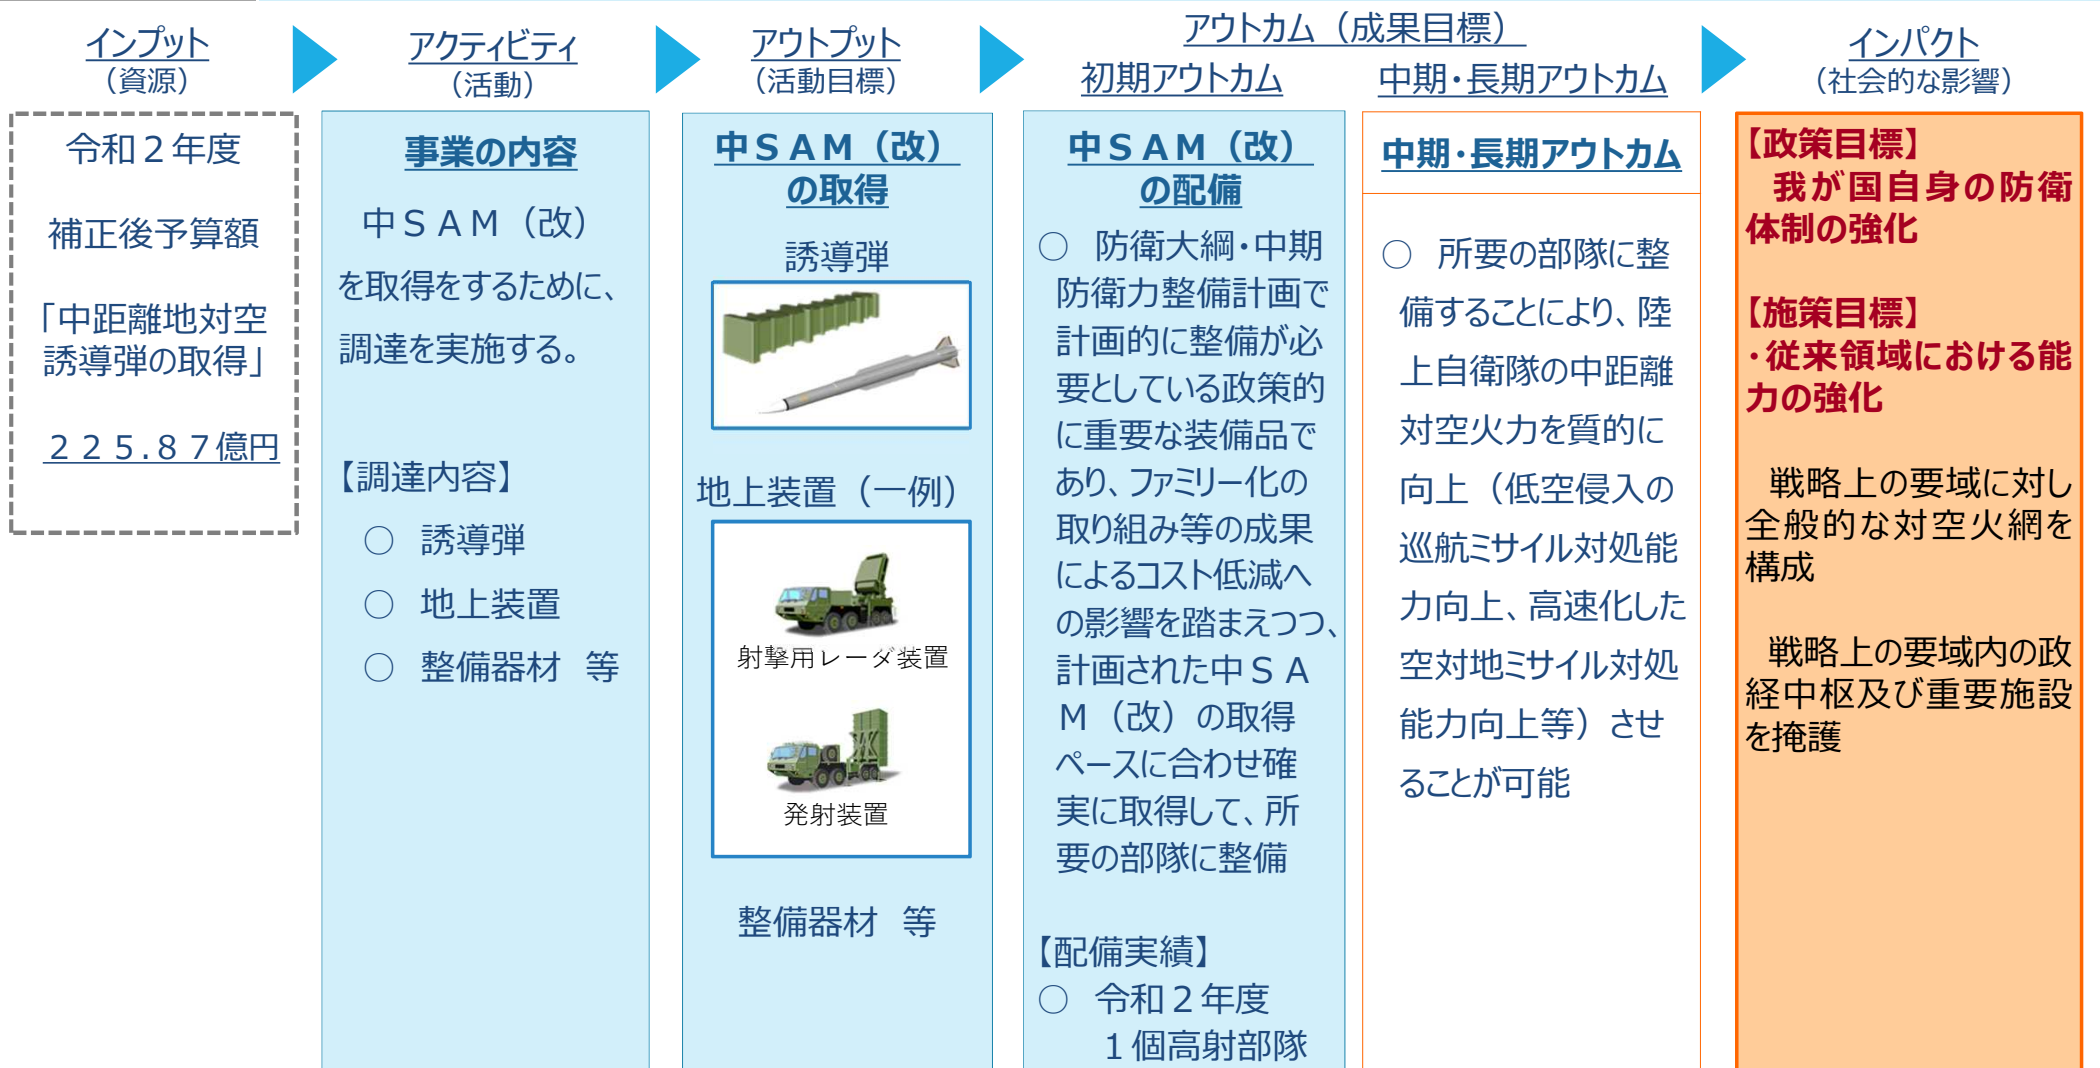 インプット
（資源）
アクティビティ
（活動）
アウトプット
（活動目標）
アウトカム（成果目標）
初期アウトカム
中期・長期アウトカム
インパクト
（社会的な影響）
令和２年度
補正後予算額
「中距離地対空
誘導弾の取得」
２２５.８７億円
事業の内容
中ＳＡＭ（改）
を取得をするために、
調達を実施する。
【調達内容】
○　誘導弾
○　地上装置
○　整備器材　等
中ＳＡＭ（改）
の取得
誘導弾
地上装置（一例）
射撃用レーダ装置
発射装置
整備器材　等
中ＳＡＭ（改）
の配備
○　防衛大綱・中期
防衛力整備計画で
計画的に整備が必
要としている政策的
に重要な装備品で
あり、ファミリー化の
取り組み等の成果
によるコスト低減へ
の影響を踏まえつつ、
計画された中ＳＡ
Ｍ（改）の取得
ペースに合わせ確
実に取得して、所
要の部隊に整備
【配備実績】
○　令和２年度
１個高射部隊
中期・長期アウトカム
○　所要の部隊に整
備することにより、陸
上自衛隊の中距離
対空火力を質的に
向上（低空侵入の
巡航ミサイル対処能
力向上、高速化した
空対地ミサイル対処
能力向上等）させ
ることが可能
【政策目標】
我が国自身の防衛
体制の強化
【施策目標】
・従来領域における能
力の強化
戦略上の要域に対し
全般的な対空火網を
構成
戦略上の要域内の政
経中枢及び重要施設
を掩護